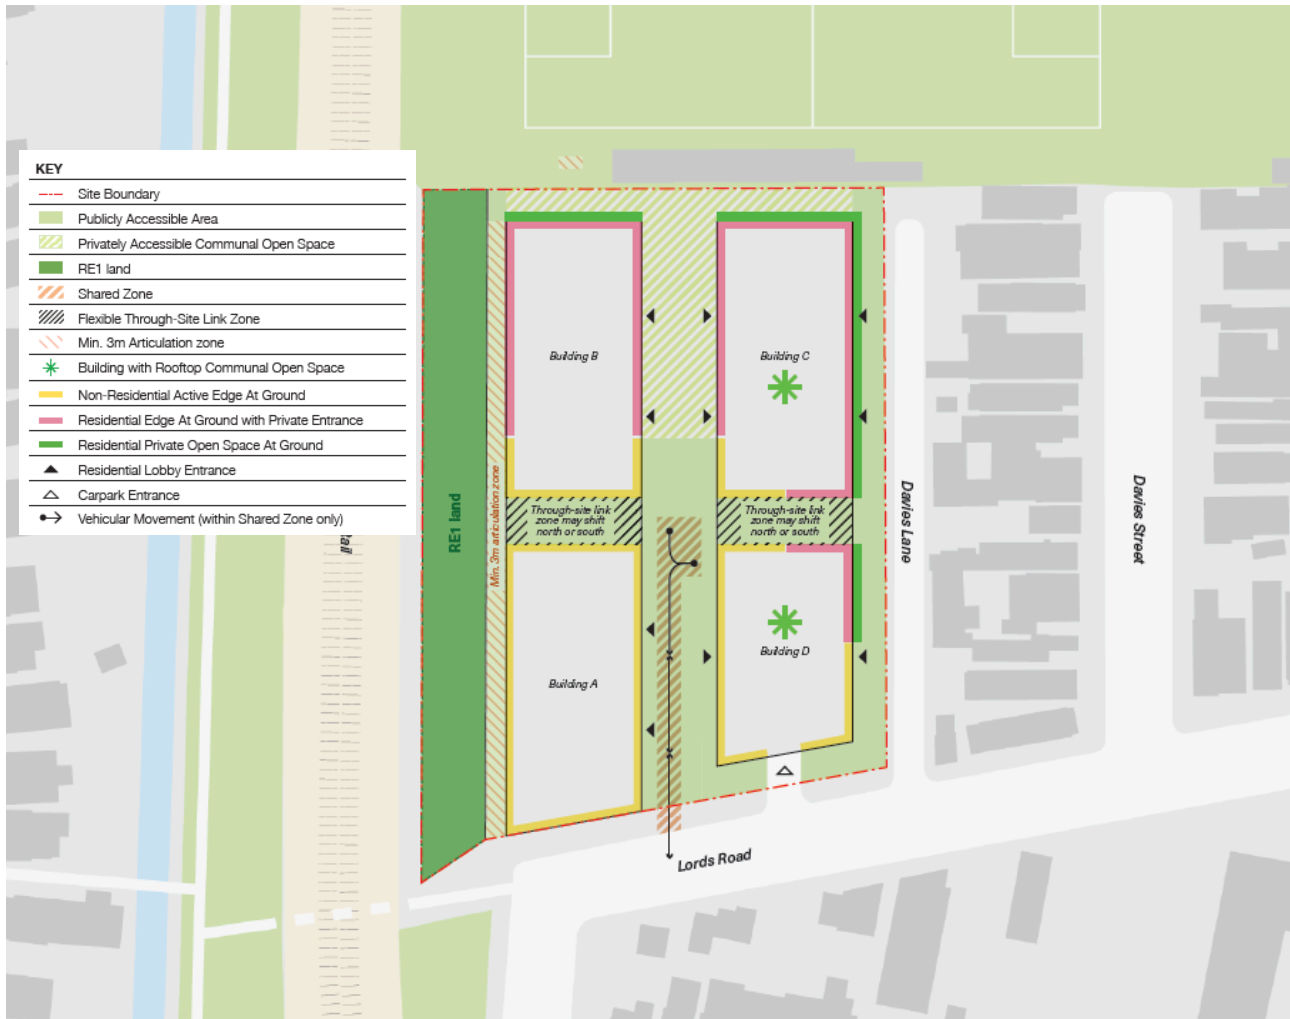 KEY
Site Boundary
Publicly Accessible Area
Privately Accessible Communal Open Space
RE1 land
Shared Zone
Flexible Through-Site Link Zone
Min. 3m Articulation zone
Building with Rooftop Communal Open Space
Non-Residential Active Edge At Ground
Residential Edge At Ground with Private Entrance
Residential Private Open Space At Ground
Residential Lobby Entrance
Carpark Entrance
Vehicular Movement (within Shared Zone only)
Building B
Building C
RE1 land
Min. 3m articulation zone
Through-site link
zone may shift
north or south
Through-site link
zone may shift
north or south
Davies Lane
Davies Street
Building A
Building D
Lords Road